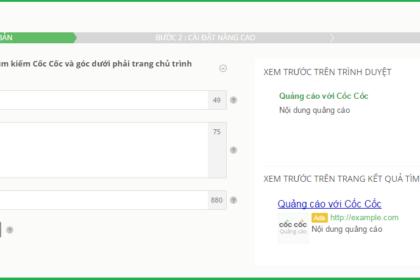 BẢN
BƯỚC 2 : CÀI ĐẶT NÂNG CAO
kiếm Cốc Cốc và góc dưới phải trang chủ trình
49
75
880
XEM TRƯỚC TRÊN TRÌNH DUYỆT
Quảng cáo với Cốc Cốc
Nội dung quảng cáo
XEM TRƯỚC TRÊN TRANG KẾT QUẢ TÌM
Quảng cáo với Cốc Cốc
cốc cốc
Quảng cáo
Ads http://example.com
Nội dung quảng cáo